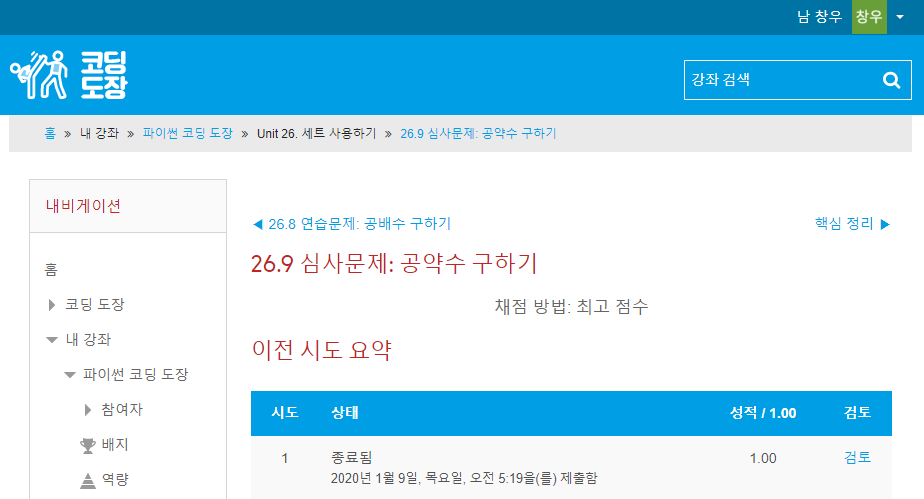 남 창우 창우
코딩
도장
강좌 검색
홈 » 내 강좌 » 파이썬 코딩 도장 » Unit 26. 세트 사용하기 » 26.9 심사문제: 공약수 구하기
내비게이션
홈
코딩 도장
내 강좌
파이썬 코딩 도장
참여자
배지
역량
◀ 26.8 연습문제: 공배수 구하기
핵심 정리 ▶
26.9 심사문제: 공약수 구하기
채점 방법: 최고 점수
이전 시도 요약
시도 상태 성적 / 1.00 검토
1 종료됨 1.00 검토
2020년 1월 9일, 목요일, 오전 5:19을(를) 제출함